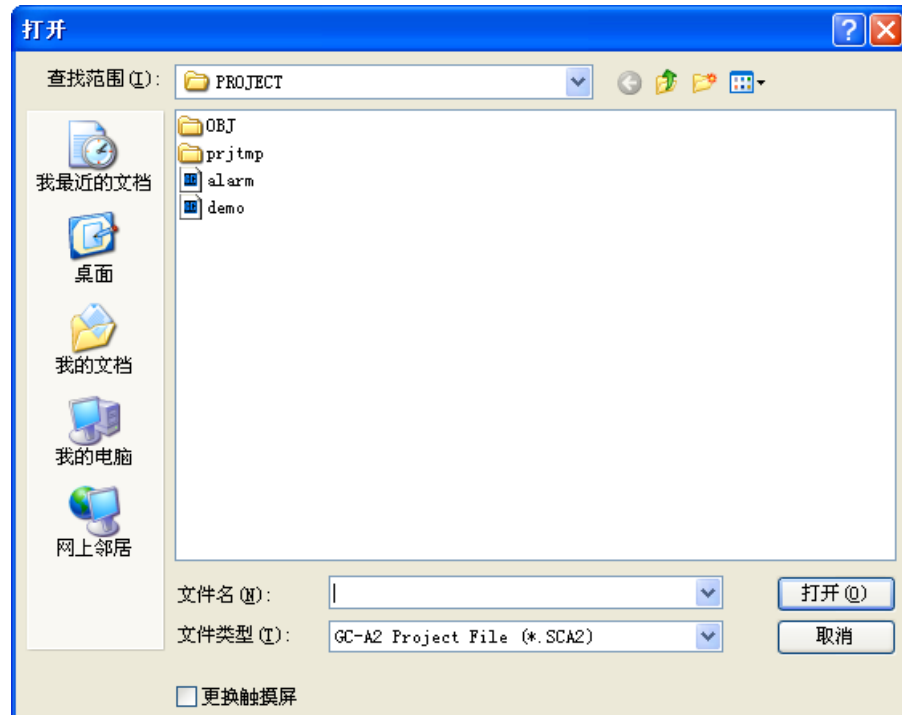 打开
查找范围(I):
PROJECT
我最近的文档
桌面
我的文档
我的电脑
网上邻居
OBJ
prjtmp
alarm
demo
文件名(N):
打开(O)
文件类型(T):
GC-A2 Project File (*.SCA2)
取消
更换触摸屏